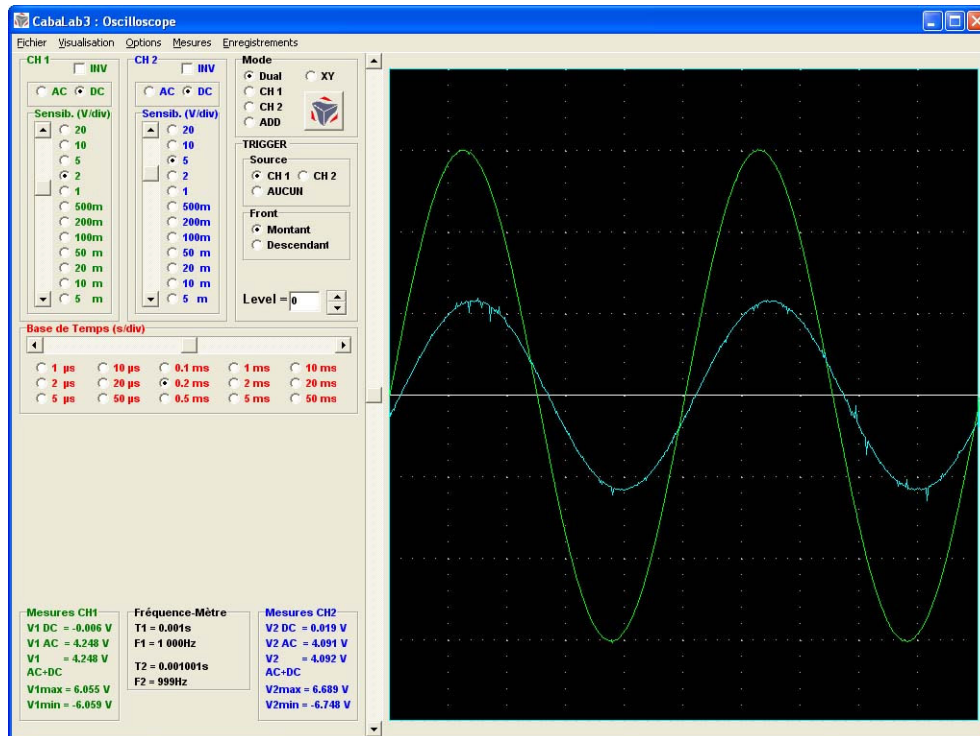 CabaLab3 : Oscilloscope
Fichier Visualisation Options Mesures Enregistrements
CH 1
INV
AC DC
Sensib. (V/div)
20
10
5
2
1
500m
200m
100m
50 m
20 m
10 m
5 m
CH 2
INV
AC DC
Sensib. (V/div)
20
10
5
2
1
500m
200m
100m
50 m
20 m
10 m
5 m
Mode
Dual XY
CH 1
CH 2
ADD
TRIGGER
Source
CH 1 CH 2
AUCUN
Front
Montant
Descendant
Level = 0
Base de Temps (s/div)
1 µs 10 µs 0.1 ms 1 ms 10 ms
2 µs 20 µs 0.2 ms 2 ms 20 ms
5 µs 50 µs 0.5 ms 5 ms 50 ms
Mesures CH1
V1 DC = -0.006 V
V1 AC = 4.248 V
V1 = 4.248 V
AC+DC
V1max = 6.055 V
V1min = -6.059 V
Fréquence-Mètre
T1 = 0.001s
F1 = 1 000Hz
T2 = 0.001001s
F2 = 999Hz
Mesures CH2
V2 DC = 0.019 V
V2 AC = 4.091 V
V2 = 4.092 V
AC+DC
V2max = 6.689 V
V2min = -6.748 V